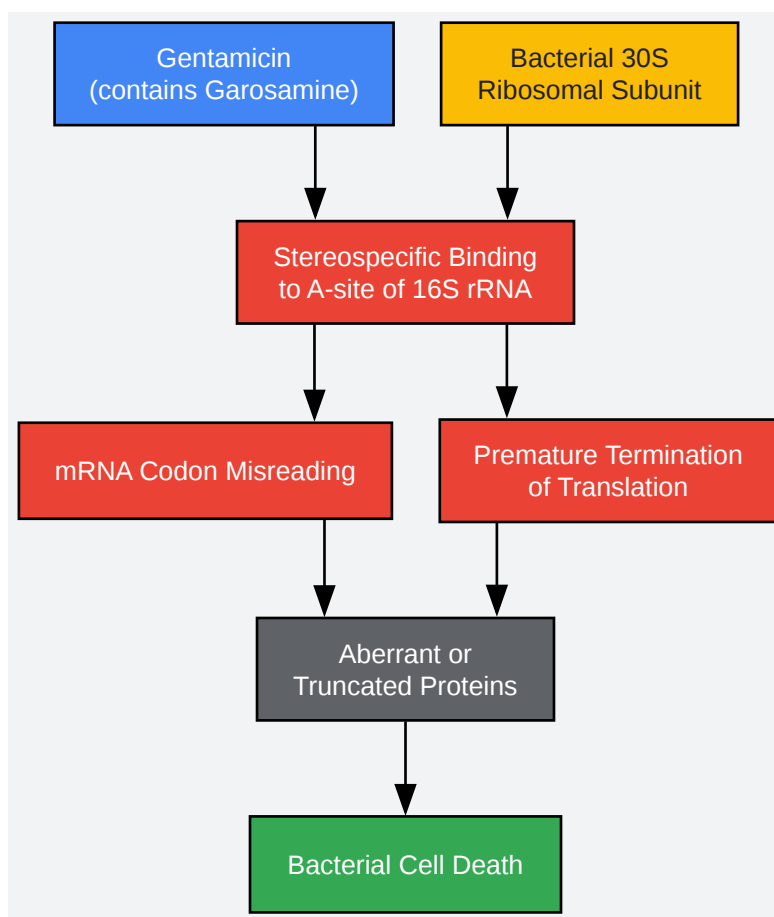 Gentamicin
(contains Garosamine)
Bacterial 30S
Ribosomal Subunit
Stereospecific Binding
to A-site of 16S rRNA
mRNA Codon Misreading
Premature Termination
of Translation
Aberrant or
Truncated Proteins
Bacterial Cell Death